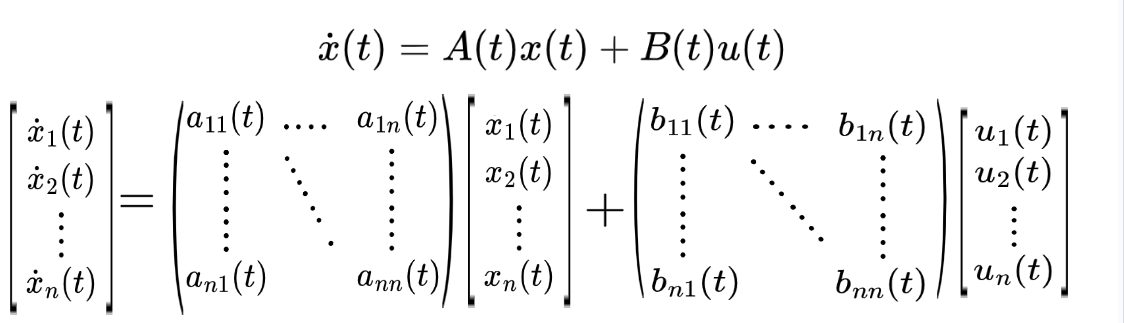 ẋ(t) = A(t)x(t) + B(t)u(t)
[ẋ₁(t) ẋ₂(t) ⋮ ẋₙ(t)] = (a₁₁(t) .... a₁ₙ(t) ⋮ ⋱ ⋮ aₙ₁(t) aₙₙ(t)) [x₁(t) x₂(t) ⋮ xₙ(t)] + (b₁₁(t) .... b₁ₙ(t) ⋮ ⋱ ⋮ bₙ₁(t) bₙₙ(t)) [u₁(t) u₂(t) ⋮ uₙ(t)]